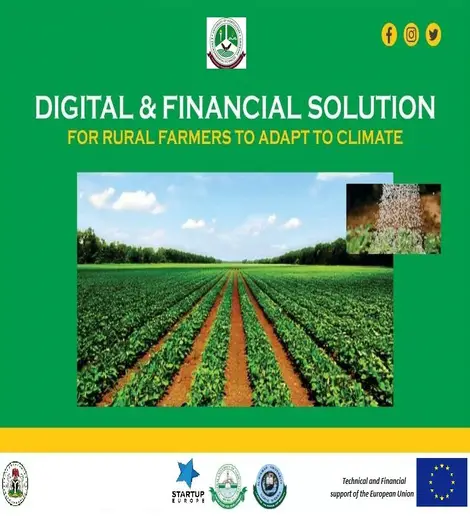 DIGITAL & FINANCIAL SOLUTION
FOR RURAL FARMERS TO ADAPT TO CLIMATE
STARTUP
EUROPE
Technical and Financial
support of the European Union